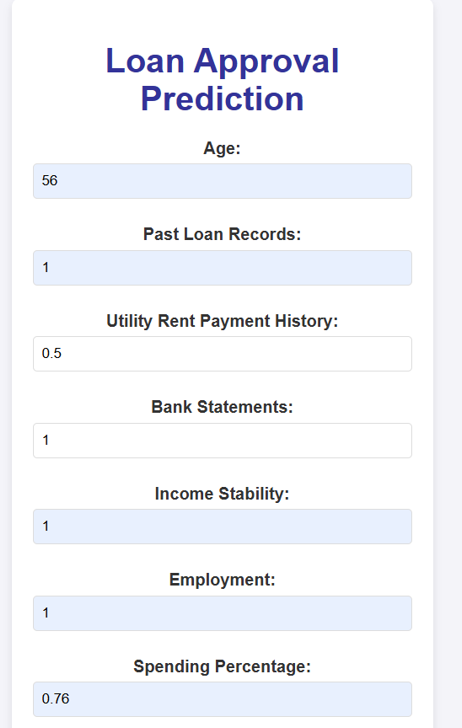 Loan Approval
Prediction
Age:
56
Past Loan Records:
1
Utility Rent Payment History:
0.5
Bank Statements:
1
Income Stability:
1
Employment:
1
Spending Percentage:
0.76